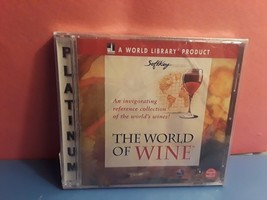 A WORLD LIBRARY PRODUCT
SoftKey
PLATINUM
An invigorating
reference collection
of the world's wines!
THE WORLD
OF WINE